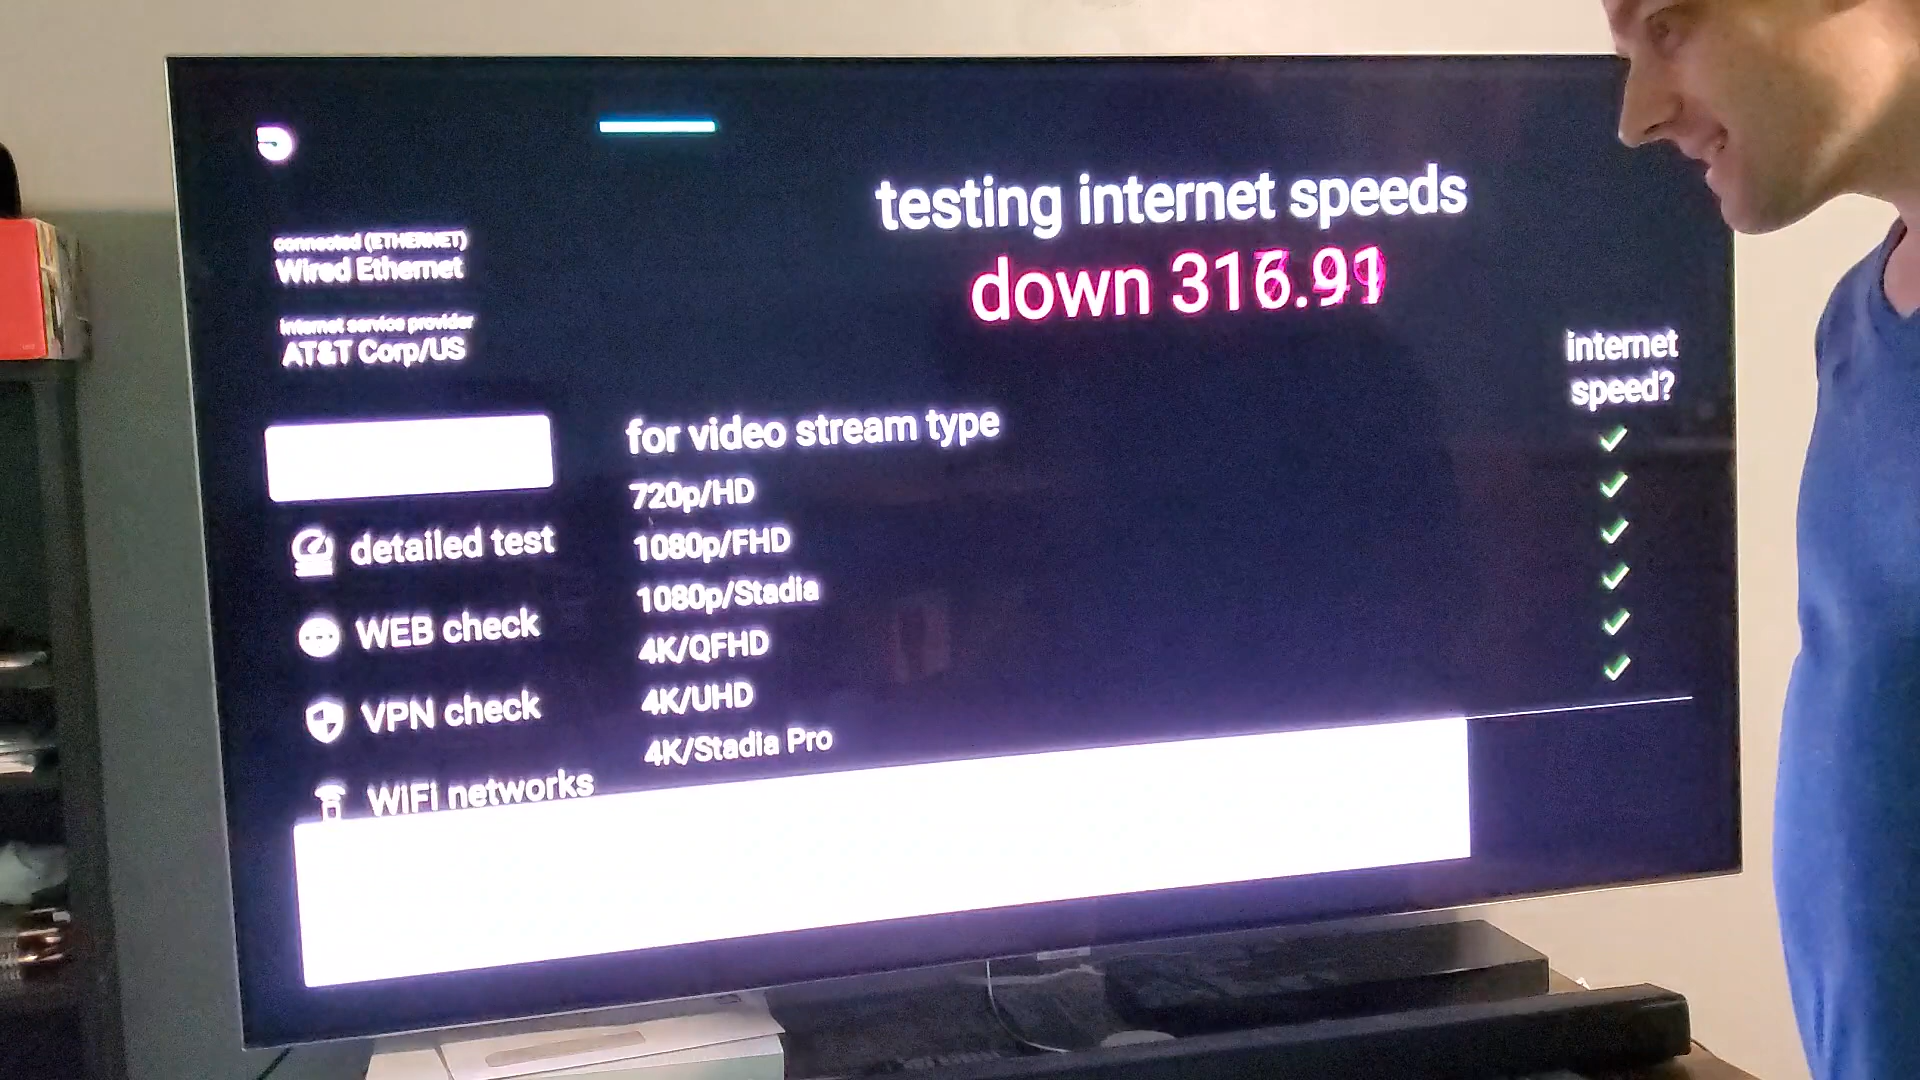 testing internet speeds
down 316.91
connected (ETHERNET)
Wired Ethernet
internet service provider
AT&T Corp/US
internet
speed?
for video stream type
720p/HD
1080p/FHD
1080p/Stadia
4K/QFHD
4K/UHD
4K/Stadia Pro
detailed test
WEB check
VPN check
WiFi networks